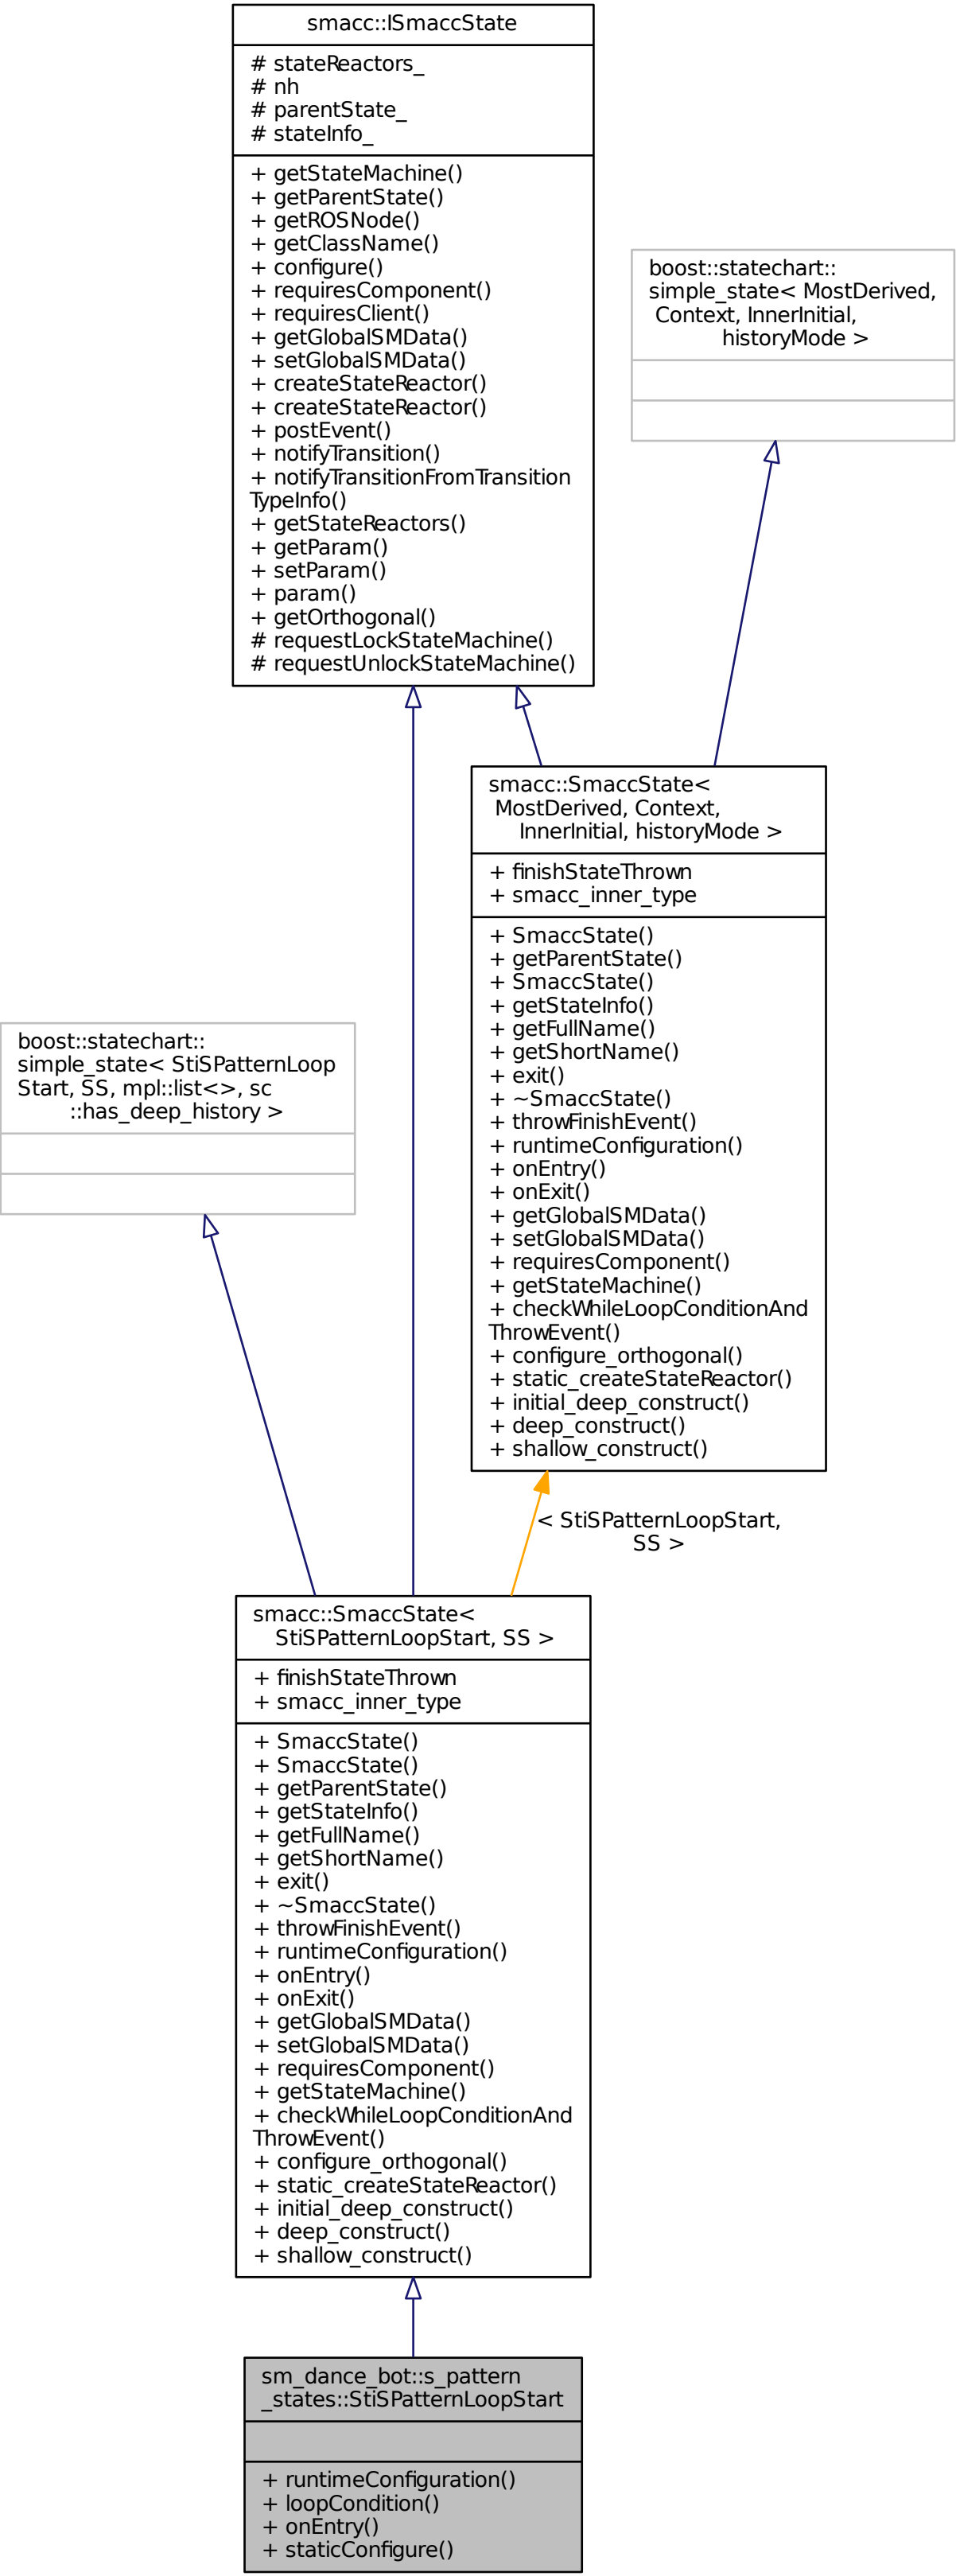 smacc::ISmaccState
# stateReactors_
# nh
# parentState_
# stateInfo_
+ getStateMachine()
+ getParentState()
+ getROSNode()
+ getClassName()
+ configure()
+ requiresComponent()
+ requiresClient()
+ getGlobalSMData()
+ setGlobalSMData()
+ createStateReactor()
+ createStateReactor()
+ postEvent()
+ notifyTransition()
+ notifyTransitionFromTransition
TypeInfo()
+ getStateReactors()
+ getParam()
+ setParam()
+ param()
+ getOrthogonal()
# requestLockStateMachine()
# requestUnlockStateMachine()
boost::statechart::
simple_state< MostDerived,
Context, InnerInitial,
historyMode >
smacc::SmaccState<
MostDerived, Context,
InnerInitial, historyMode >
+ finishStateThrown
+ smacc_inner_type
+ SmaccState()
+ getParentState()
+ SmaccState()
+ getStateInfo()
+ getFullName()
+ getShortName()
+ exit()
+ ~SmaccState()
+ throwFinishEvent()
+ runtimeConfiguration()
+ onEntry()
+ onExit()
+ getGlobalSMData()
+ setGlobalSMData()
+ requiresComponent()
+ getStateMachine()
+ checkWhileLoopConditionAnd
ThrowEvent()
+ configure_orthogonal()
+ static_createStateReactor()
+ initial_deep_construct()
+ deep_construct()
+ shallow_construct()
boost::statechart::
simple_state< StiSPatternLoop
Start, SS, mpl::list<>, sc
::has_deep_history >
< StiSPatternLoopStart,
SS >
smacc::SmaccState<
StiSPatternLoopStart, SS >
+ finishStateThrown
+ smacc_inner_type
+ SmaccState()
+ SmaccState()
+ getParentState()
+ getStateInfo()
+ getFullName()
+ getShortName()
+ exit()
+ ~SmaccState()
+ throwFinishEvent()
+ runtimeConfiguration()
+ onEntry()
+ onExit()
+ getGlobalSMData()
+ setGlobalSMData()
+ requiresComponent()
+ getStateMachine()
+ checkWhileLoopConditionAnd
ThrowEvent()
+ configure_orthogonal()
+ static_createStateReactor()
+ initial_deep_construct()
+ deep_construct()
+ shallow_construct()
sm_dance_bot::s_pattern
_states::StiSPatternLoopStart
+ runtimeConfiguration()
+ loopCondition()
+ onEntry()
+ staticConfigure()